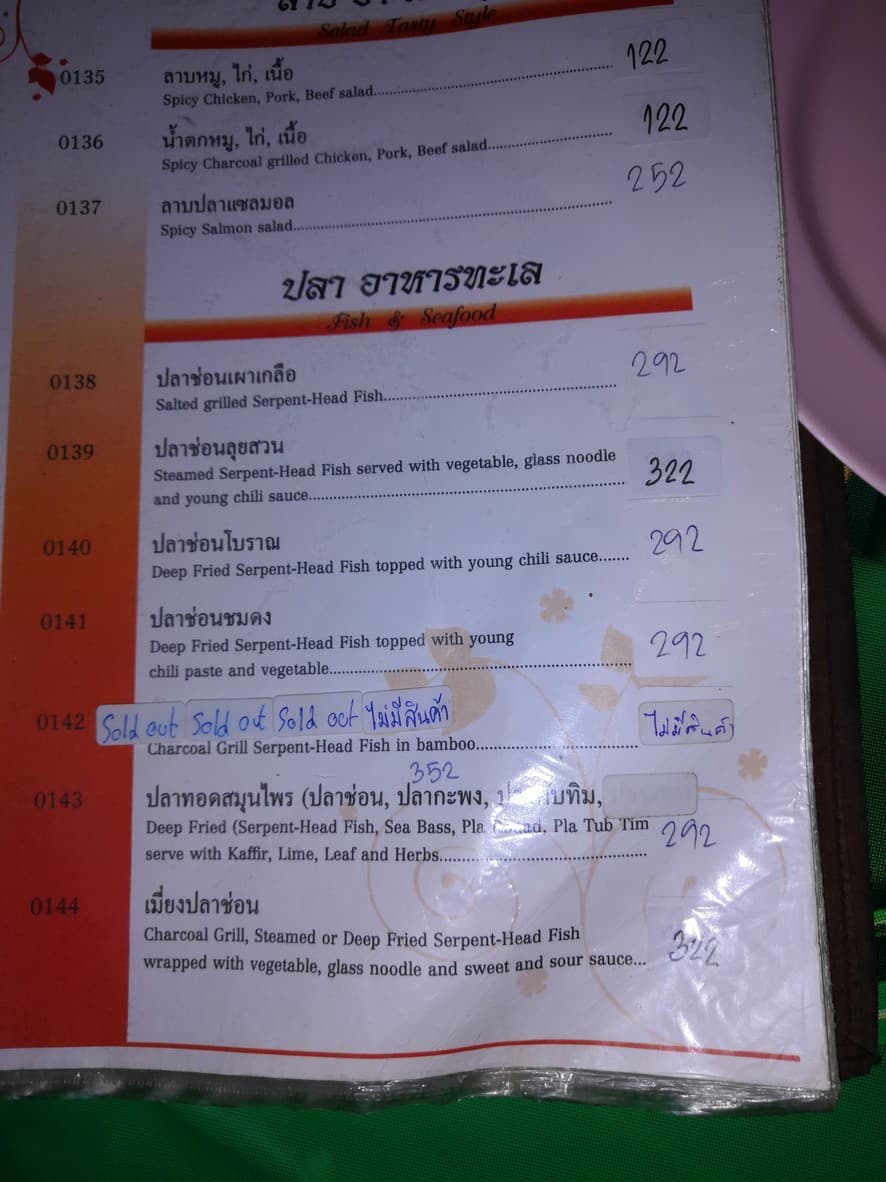 Salad Tasty Style
0135 ลาบหมู, ไก่, เนื้อ 122
Spicy Chicken, Pork, Beef salad
0136 น้ำตกหมู, ไก่, เนื้อ 122
Spicy Charcoal grilled Chicken, Pork, Beef salad
0137 ลาบปลาแซลมอล 252
Spicy Salmon salad
ปลา อาหารทะเล
Fish & Seafood
0138 ปลาช่อนเผาเกลือ 292
Salted grilled Serpent-Head Fish
0139 ปลาช่อนลุยสวน
Steamed Serpent-Head Fish served with vegetable, glass noodle
and young chili sauce 322
0140 ปลาช่อนโบราณ 292
Deep Fried Serpent-Head Fish topped with young chili sauce
0141 ปลาช่อนชมดง
Deep Fried Serpent-Head Fish topped with young
chili paste and vegetable 292
0142 Sold out Sold out Sold out ไม่มีสินค้า ไม่มีสินค้า
Charcoal Grill Serpent-Head Fish in bamboo
352
0143 ปลาทอดสมุนไพร (ปลาช่อน, ปลากะพง, ทับทิม,
Deep Fried (Serpent-Head Fish, Sea Bass, Pla Pla Tub Tim 292
serve with Kaffir, Lime, Leaf and Herbs
0144 เมี่ยงปลาช่อน
Charcoal Grill, Steamed or Deep Fried Serpent-Head Fish
wrapped with vegetable, glass noodle and sweet and sour sauce... 322